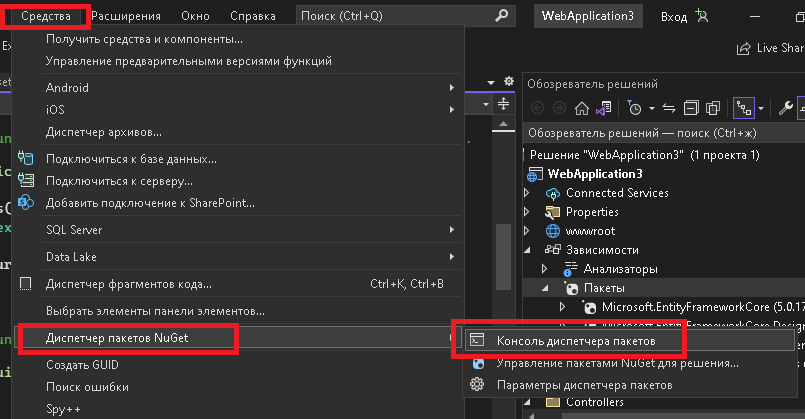 Средства Расширения Окно Справка Поиск (Ctrl+Q) WebApplication3 Вход
Live Shar
Получить средства и компоненты...
Управление предварительными версиями функций
Android
iOS
Диспетчер архивов...
Подключиться к базе данных...
Подключиться к серверу...
Добавить подключение к SharePoint...
SQL Server
Data Lake
Диспетчер фрагментов кода... Ctrl+K, Ctrl+B
Выбрать элементы панели элементов...
Диспетчер пакетов NuGet
Создать GUID
Поиск ошибки
Spy++
Консоль диспетчера пакетов
Управление пакетами NuGet для решения...
Параметры диспетчера пакетов
Обозреватель решений
Обозреватель решений — поиск (Ctrl+ж)
Решение "WebApplication3" (1 проекта 1)
WebApplication3
Connected Services
Properties
wwwroot
Зависимости
Анализаторы
Пакеты
Microsoft.EntityFrameworkCore (5.0.17
Microsoft.EntityFrameworkCore.Design
Controllers